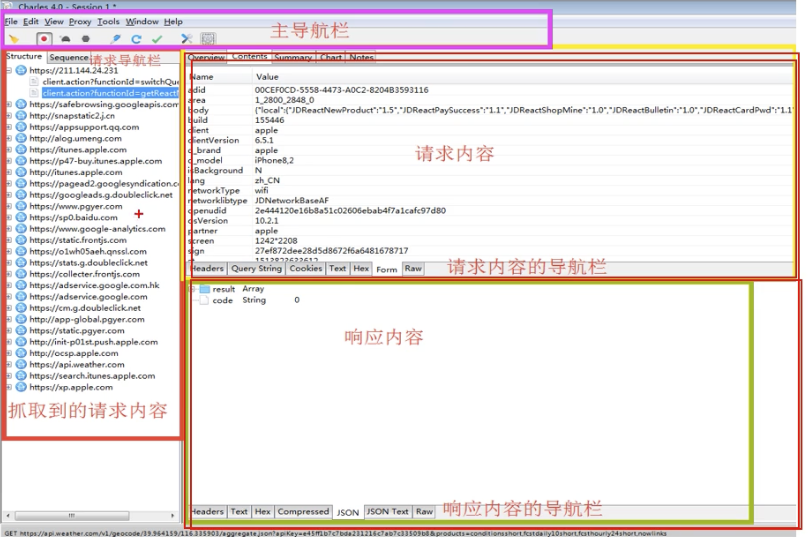 Charles 4.0 - Session 1 *
File Edit View Proxy Tools Window Help
主导航栏
Structure Sequence 请求导航栏
https://211.144.24.231
client.action?functionId=switchQue
client.action?functionId=getReactN
https://safebrowsing.googleapis.com
http://snapstatic2.j.cn
https://appsupport.qq.com
http://alog.umeng.com
https://itunes.apple.com
https://p47-buy.itunes.apple.com
http://itunes.apple.com
https://pagead2.googlesyndication.co
https://googleads.g.doubleclick.net
https://www.pgyer.com
https://sp0.baidu.com
https://www.google-analytics.com
https://static.frontjs.com
https://o1wh05aeh.qnssl.com
https://stats.g.doubleclick.net
https://collecter.frontjs.com
https://adservice.google.com.hk
https://adservice.google.com
https://cm.g.doubleclick.net
http://app-global.pgyer.com
https://static.pgyer.com
http://init-p01st.push.apple.com
http://ocsp.apple.com
https://api.weather.com
https://search.itunes.apple.com
https://xp.apple.com
抓取到的请求内容
Overview Contents Summary Chart Notes
Name Value
adid 00CEF0CD-5558-4473-A0C2-8204B3593116
area 1_2800_2848_0
body {"local":{"JDReactNewProduct":"1.5","JDReactPaySuccess":"1.1","JDReactShopMine":"1.0","JDReactBulletin":"1.0","JDReactCardPwd":"1.1"
build 155446
client apple
clientVersion 6.5.1
d_brand apple
d_model iPhone8,2
isBackground N
lang zh_CN
networkType wifi
networklibtype JDNetworkBaseAF
openudid 2e444120e16b8a51c02606ebab4f7a1cafc97d80
osVersion 10.2.1
partner apple
screen 1242*2208
sign 27ef872dee28d5d8672f6a6481678717
请求内容
Headers Query String Cookies Text Hex Form Raw
请求内容的导航栏
result Array
code String 0
响应内容
Headers Text Hex Compressed JSON JSON Text Raw
响应内容的导航栏
GET https://api.weather.com/v1/geocode/39.964159/116.335903/aggregate.json?apiKey=e45ff1b7c7bda231216c7ab7c33509b8&products=conditionsshort,fcstdaily10short,fcsthourly24short,nowlinks